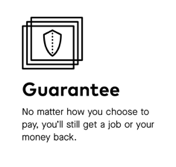 Guarantee
No matter how you choose to
pay, you'll still get a job or your
money back.